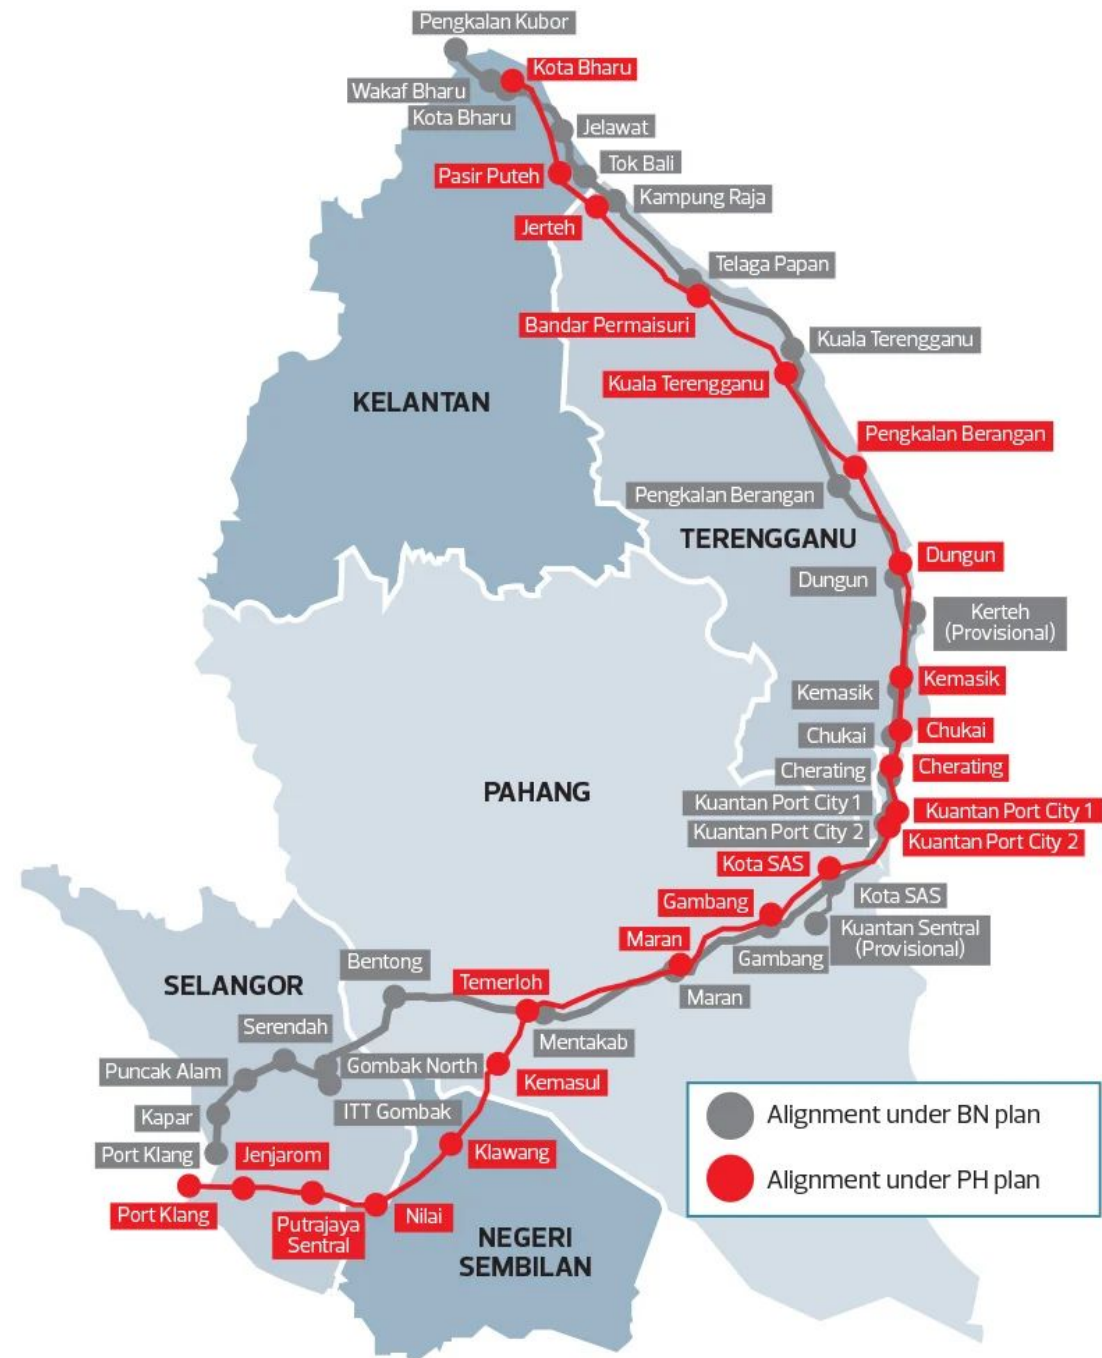 Pengkalan Kubor
Kota Bharu
Wakaf Bharu
Kota Bharu
Jelawat
Tok Bali
Pasir Puteh
Kampung Raja
Jerteh
Telaga Papan
Bandar Permaisuri
Kuala Terengganu
Kuala Terengganu
KELANTAN
Pengkalan Berangan
Pengkalan Berangan
TERENGGANU
Dungun
Dungun
Kerteh
(Provisional)
Kemasik
Kemasik
Chukai
Chukai
Cherating
Cherating
PAHANG
Kuantan Port City 1
Kuantan Port City 1
Kuantan Port City 2
Kuantan Port City 2
Kota SAS
Kota SAS
Gambang
Kuantan Sentral
(Provisional)
Gambang
Maran
Maran
Bentong
SELANGOR
Temerloh
Mentakab
Serendah
Gombak North
Kemasul
Puncak Alam
ITT Gombak
Kapar
Port Klang
Jenjarom
Klawang
Port Klang
Putrajaya
Sentral
Nilai
NEGERI
SEMBILAN
Alignment under BN plan
Alignment under PH plan